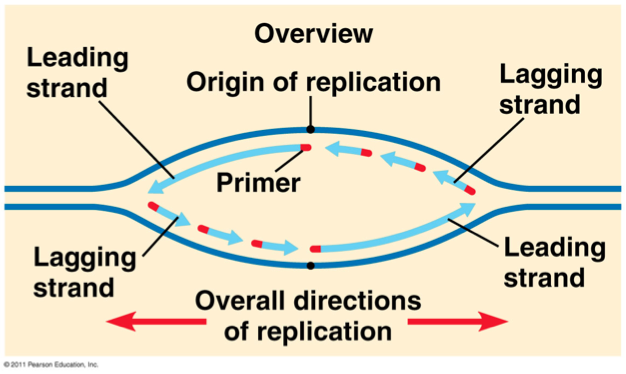 Overview
Leading
strand
Origin of replication
Lagging
strand
Primer
Lagging
strand
Leading
strand
Overall directions
of replication
© 2011 Pearson Education, Inc.